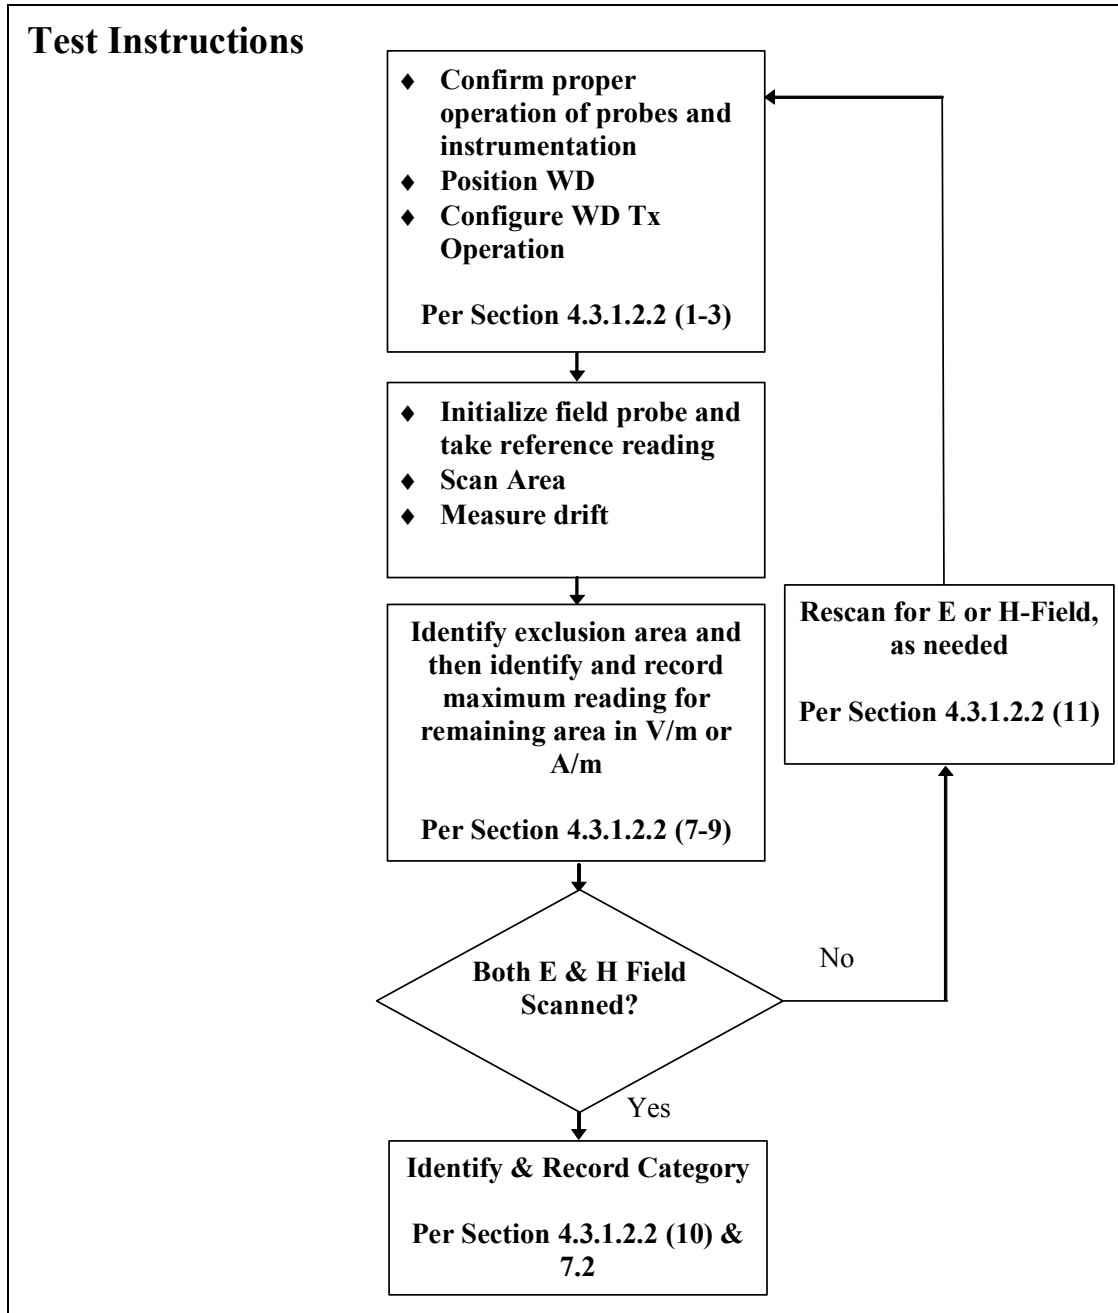 Test Instructions
♦ Confirm proper
operation of probes and
instrumentation
♦ Position WD
♦ Configure WD Tx
Operation
Per Section 4.3.1.2.2 (1-3)
♦ Initialize field probe and
take reference reading
♦ Scan Area
♦ Measure drift
Identify exclusion area and
then identify and record
maximum reading for
remaining area in V/m or
A/m
Per Section 4.3.1.2.2 (7-9)
Rescan for E or H-Field,
as needed
Per Section 4.3.1.2.2 (11)
Both E & H Field
Scanned?
No
Yes
Identify & Record Category
Per Section 4.3.1.2.2 (10) &
7.2